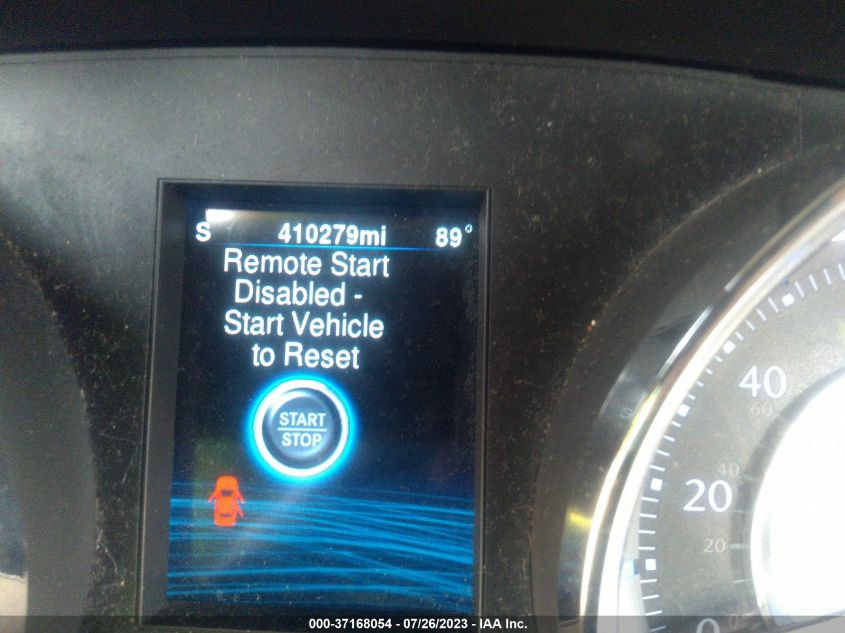 S 410279mi 89°
Remote Start
Disabled -
Start Vehicle
to Reset
START
STOP
40
60
40
20
20
0
000-37168054 - 07/26/2023 - IAA Inc.